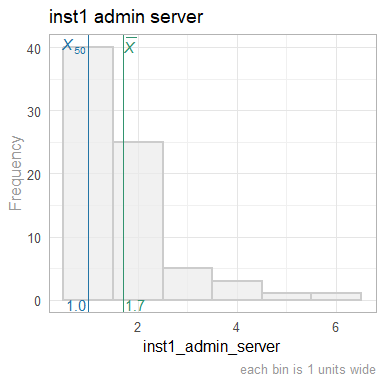 inst1 admin server
40
X₅₀
X̅
30
20
10
0
1.0
1.7
Frequency
2
4
6
inst1_admin_server
each bin is 1 units wide